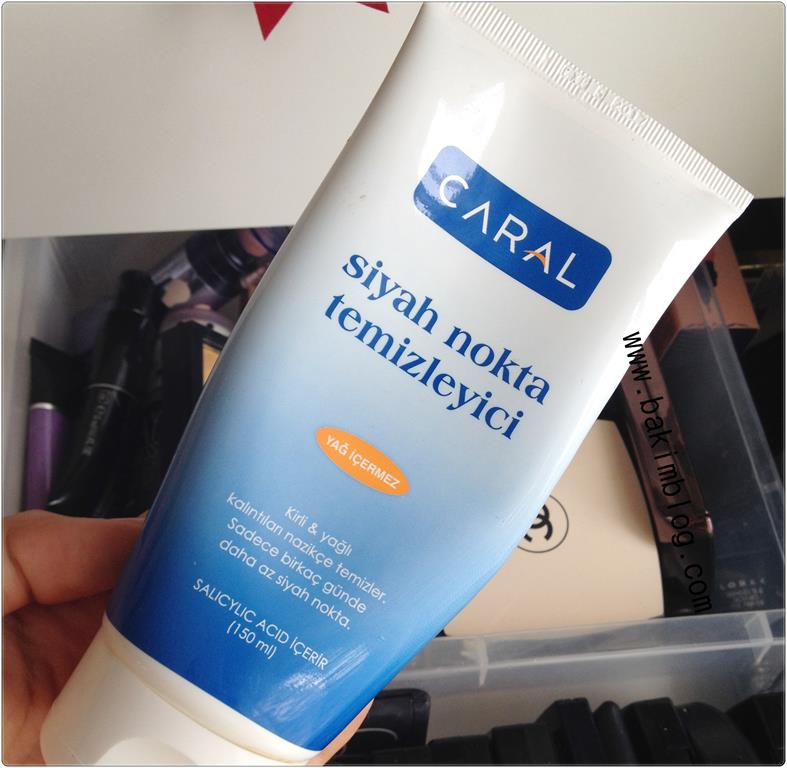 CARAL
siyah nokta
temizleyici
YAĞ İÇERMEZ
Kirli & yağlı
kalıntıları nazikçe temizler.
Sadece birkaç günde
daha az siyah nokta.
SALICYLIC ACID İÇERİR
(150 ml)
www.bakimblog.com